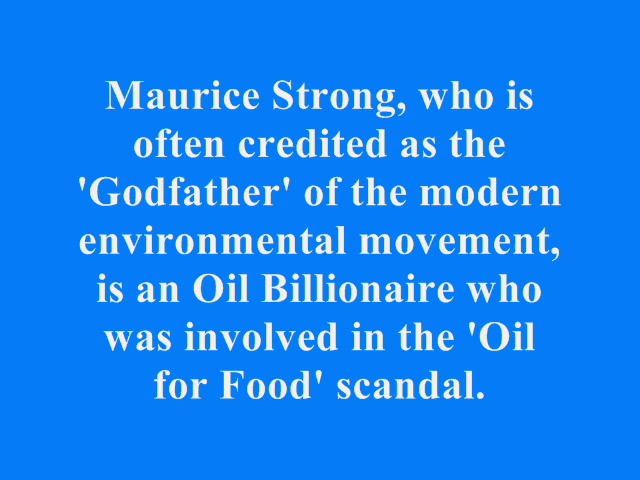 Maurice Strong, who is
often credited as the
'Godfather' of the modern
environmental movement,
is an Oil Billionaire who
was involved in the 'Oil
for Food' scandal.